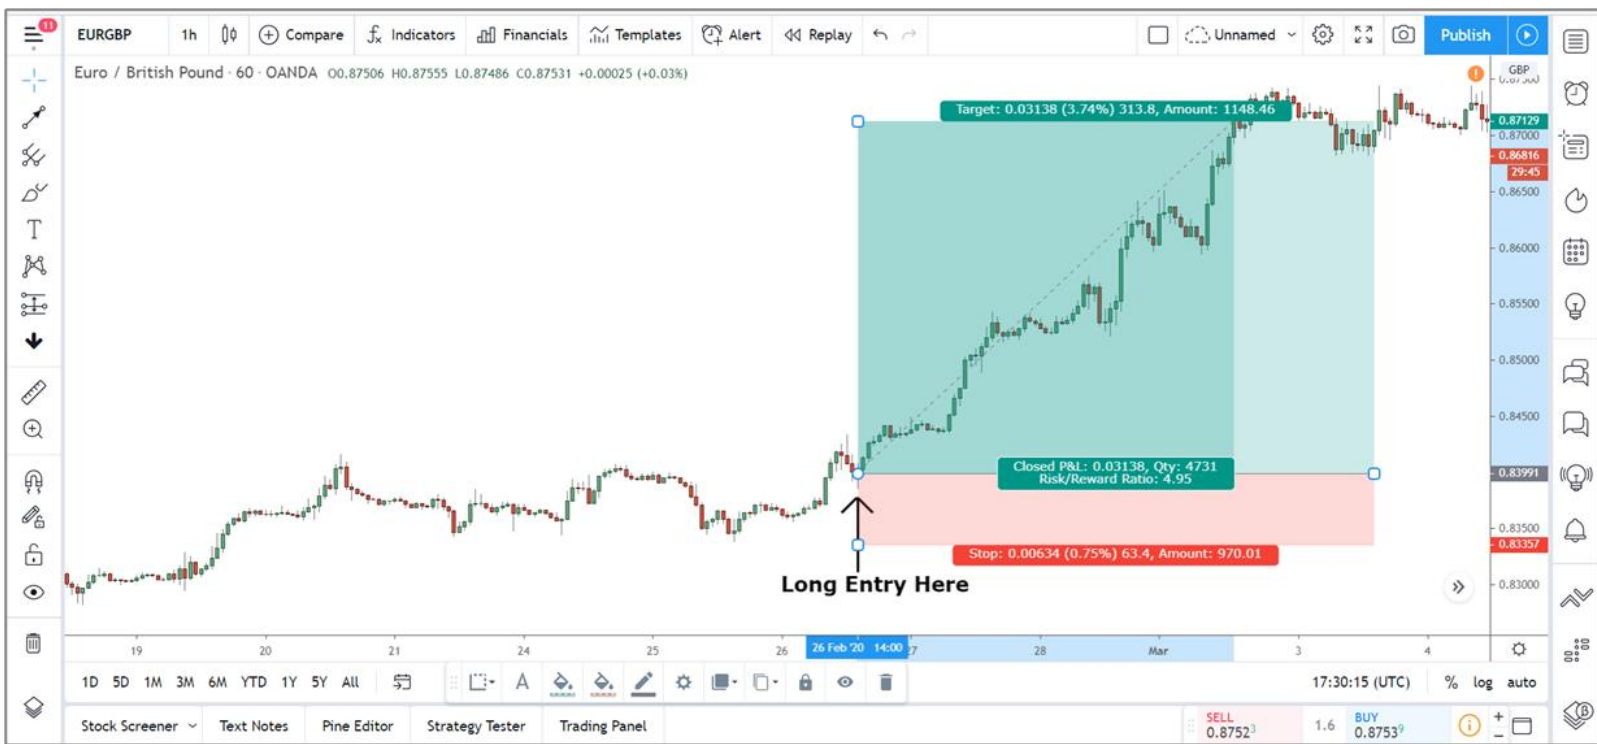 11
EURGBP 1h Compare Indicators Financials Templates Alert Replay Unnamed Publish
Euro / British Pound · 60 · OANDA O0.87506 H0.87555 L0.87486 C0.87531 +0.00025 (+0.03%)
GBP
Target: 0.03138 (3.74%) 313.8, Amount: 1148.46
0.87129
0.87000
0.86816
29:45
0.86500
0.86000
0.85500
0.85000
0.84500
Closed P&L: 0.03138, Qty: 4731
Risk/Reward Ratio: 4.95
0.83991
0.83500
0.83357
Stop: 0.00634 (0.75%) 63.4, Amount: 970.01
Long Entry Here
0.83000
19 20 21 24 25 26 26 Feb '20 14:00 28 Mar 3 4
1D 5D 1M 3M 6M YTD 1Y 5Y All A 17:30:15 (UTC) % log auto
Stock Screener Text Notes Pine Editor Strategy Tester Trading Panel
SELL
0.87523
1.6
BUY
0.87539